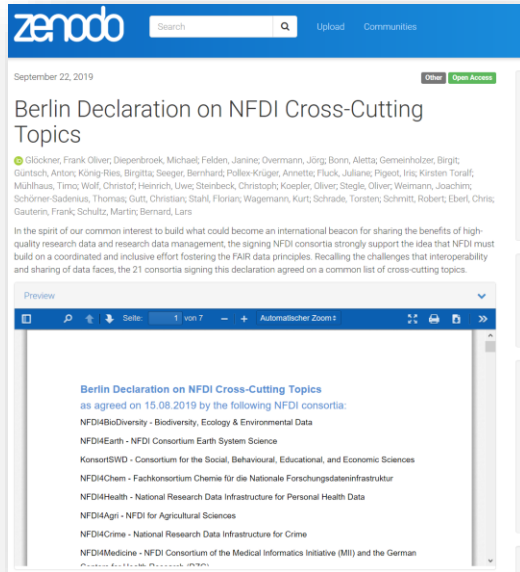 zenodo
Search
Upload
Communities
September 22, 2019
Other
Open Access
Berlin Declaration on NFDI Cross-Cutting
Topics
Glöckner, Frank Oliver; Diepenbroek, Michael; Felden, Janine; Overmann, Jörg; Bonn, Aletta; Gemeinholzer, Birgit;
Güntsch, Anton; König-Ries, Birgitta; Seeger, Bernhard; Pollex-Krüger, Annette; Fluck, Juliane; Pigeot, Iris; Kirsten Toralf;
Mühlhaus, Timo; Wolf, Christof; Heinrich, Uwe; Steinbeck, Christoph; Koepler, Oliver; Stegle, Oliver; Weimann, Joachim;
Schörner-Sadenius, Thomas; Gutt, Christian; Stahl, Florian; Wagemann, Kurt; Schrade, Torsten; Schmitt, Robert; Eberl, Chris;
Gauterin, Frank; Schultz, Martin; Bernard, Lars
In the spirit of our common interest to build what could become an international beacon for sharing the benefits of high-
quality research data and research data management, the signing NFDI consortia strongly support the idea that NFDI must
build on a coordinated and inclusive effort fostering the FAIR data principles. Recalling the challenges that interoperability
and sharing of data faces, the 21 consortia signing this declaration agreed on a common list of cross-cutting topics.
Preview
Seite: 1 von 7 Automatischer Zoom
Berlin Declaration on NFDI Cross-Cutting Topics
as agreed on 15.08.2019 by the following NFDI consortia:
NFDI4BioDiversity - Biodiversity, Ecology & Environmental Data
NFDI4Earth - NFDI Consortium Earth System Science
KonsortSWD - Consortium for the Social, Behavioural, Educational, and Economic Sciences
NFDI4Chem - Fachkonsortium Chemie für die Nationale Forschungsdateninfrastruktur
NFDI4Health - National Research Data Infrastructure for Personal Health Data
NFDI4Agri - NFDI for Agricultural Sciences
NFDI4Crime - National Research Data Infrastructure for Crime
NFDI4Medicine - NFDI Consortium of the Medical Informatics Initiative (MII) and the German